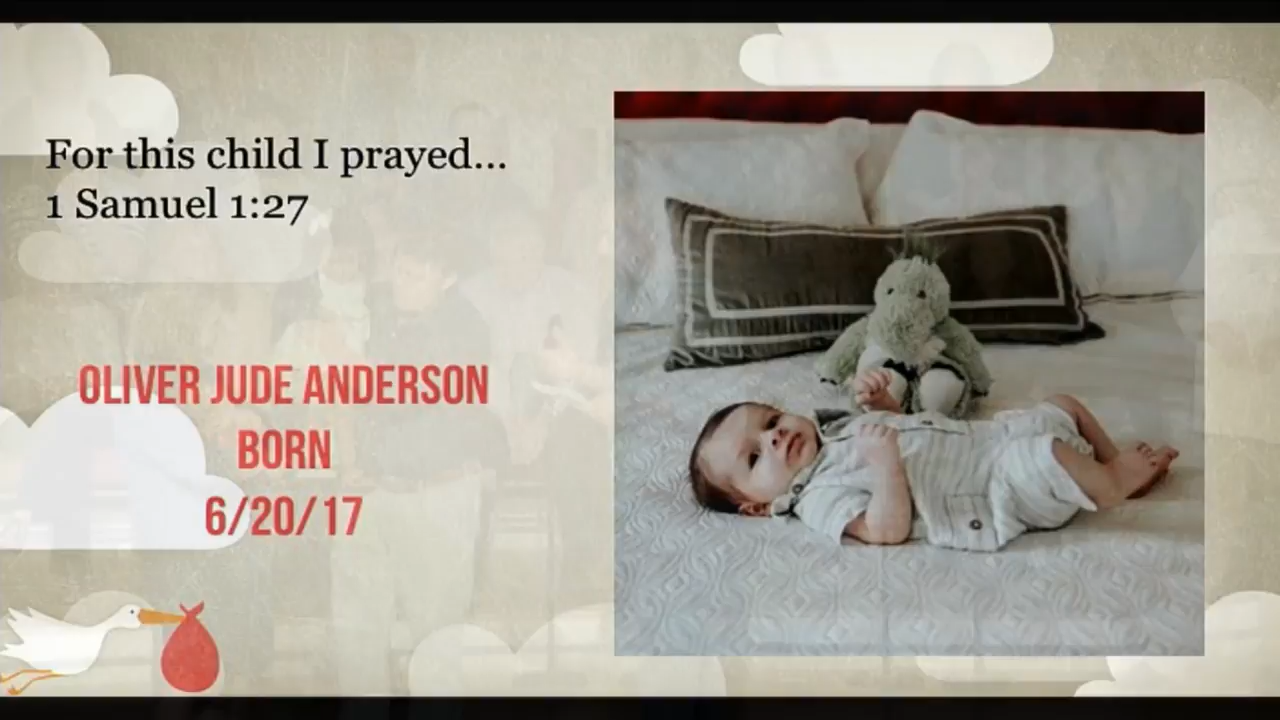 For this child I prayed...
1 Samuel 1:27
OLIVER JUDE ANDERSON
BORN
6/20/17